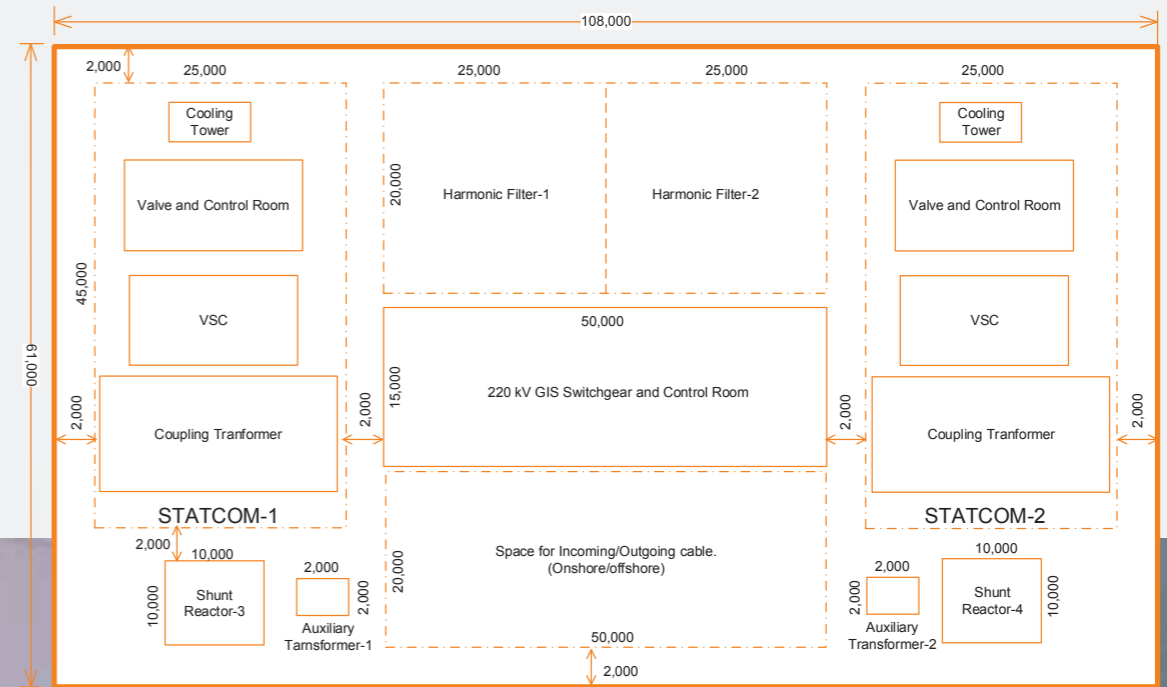 108,000
2,000
25,000
25,000
25,000
25,000
Cooling
Tower
Cooling
Tower
Valve and Control Room
20,000
Harmonic Filter-1
Harmonic Filter-2
Valve and Control Room
45,000
61,000
VSC
50,000
VSC
2,000
Coupling Tranformer
2,000
15,000
220 kV GIS Switchgear and Control Room
2,000
Coupling Tranformer
2,000
STATCOM-1
STATCOM-2
2,000
10,000
10,000
Shunt
Reactor-3
2,000
2,000
Auxiliary
Tarnsformer-1
20,000
Space for Incoming/Outgoing cable.
(Onshore/offshore)
50,000
2,000
2,000
2,000
Auxiliary
Transformer-2
10,000
Shunt
Reactor-4
10,000